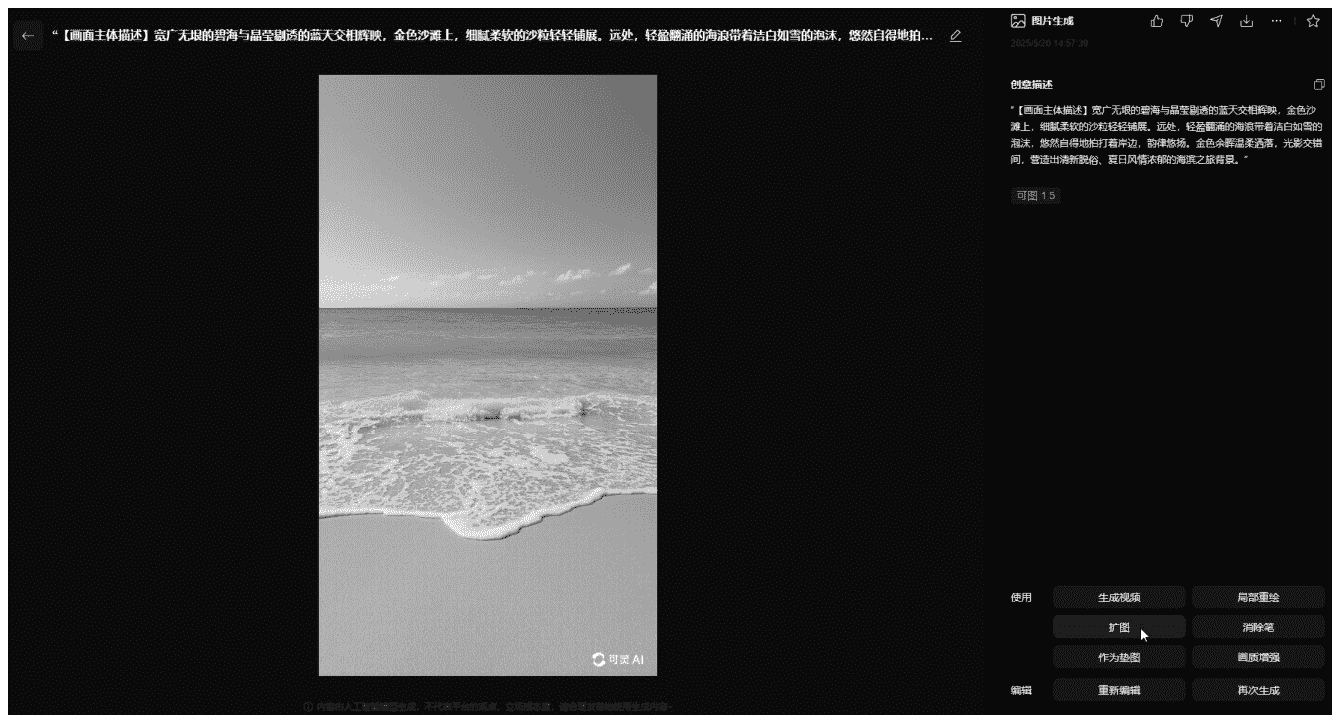 “【画面主体描述】宽广无垠的碧海与晶莹剔透的蓝天交相辉映，金色沙滩上，细腻柔软的沙粒轻轻铺展。远处，轻盈翻涌的海浪带着洁白如雪的泡沫，悠然自得地拍...
图片生成
2025/5/20 14:57:39
创意描述
“【画面主体描述】宽广无垠的碧海与晶莹剔透的蓝天交相辉映，金色沙
滩上，细腻柔软的沙粒轻轻铺展。远处，轻盈翻涌的海浪带着洁白如雪的
泡沫，悠然自得地拍打着岸边，韵律悠扬。金色余晖温柔洒落，光影交错
间，营造出清新脱俗、夏日风情浓郁的海滨之旅背景。”
可图 1.5
可灵 AI
使用
生成视频
局部重绘
扩图
消除笔
作为垫图
画质增强
编辑
重新编辑
再次生成